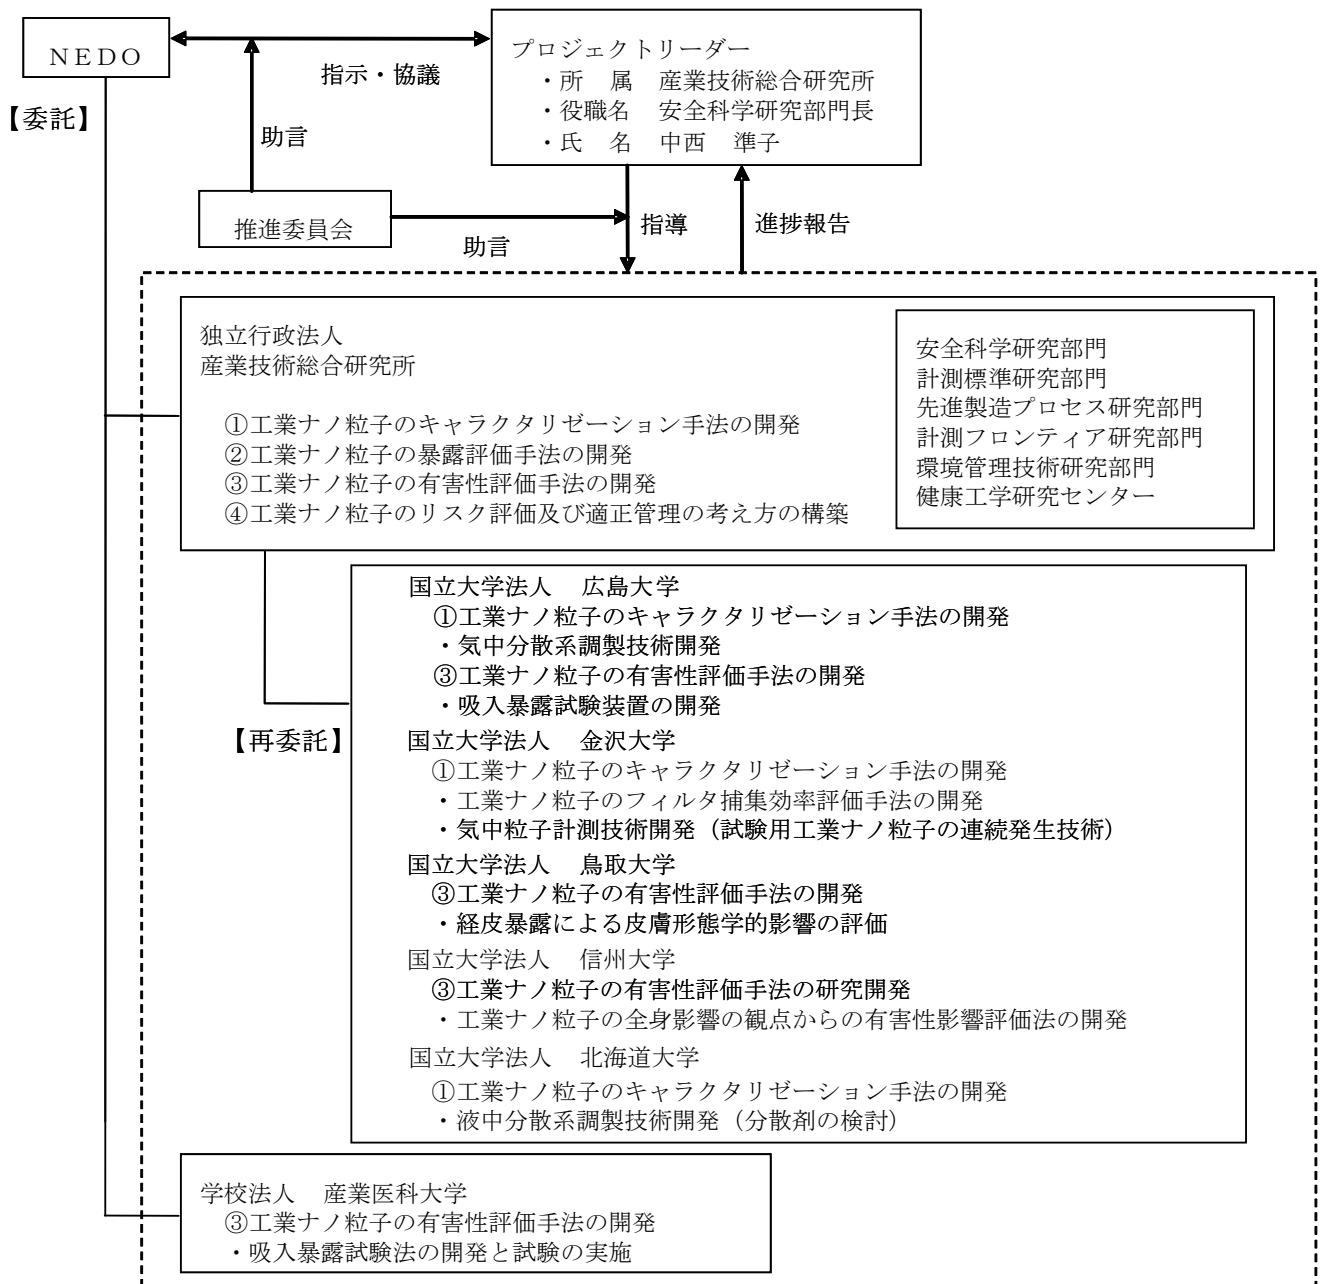 NEDO
プロジェクトリーダー
・所　属　産業技術総合研究所
・役職名　安全科学研究部門長
・氏　名　中西　準子
指示・協議
【委託】
助言
推進委員会
助言
指導
進捗報告
独立行政法人
産業技術総合研究所
①工業ナノ粒子のキャラクタリゼーション手法の開発
②工業ナノ粒子の暴露評価手法の開発
③工業ナノ粒子の有害性評価手法の開発
④工業ナノ粒子のリスク評価及び適正管理の考え方の構築
安全科学研究部門
計測標準研究部門
先進製造プロセス研究部門
計測フロンティア研究部門
環境管理技術研究部門
健康工学研究センター
【再委託】
国立大学法人　広島大学
①工業ナノ粒子のキャラクタリゼーション手法の開発
・気中分散系調製技術開発
③工業ナノ粒子の有害性評価手法の開発
・吸入暴露試験装置の開発
国立大学法人　金沢大学
①工業ナノ粒子のキャラクタリゼーション手法の開発
・工業ナノ粒子のフィルタ捕集効率評価手法の開発
・気中粒子計測技術開発（試験用工業ナノ粒子の連続発生技術）
国立大学法人　鳥取大学
③工業ナノ粒子の有害性評価手法の開発
・経皮暴露による皮膚形態学的影響の評価
国立大学法人　信州大学
③工業ナノ粒子の有害性評価手法の研究開発
・工業ナノ粒子の全身影響の観点からの有害性影響評価法の開発
国立大学法人　北海道大学
①工業ナノ粒子のキャラクタリゼーション手法の開発
・液中分散系調製技術開発（分散剤の検討）
学校法人　産業医科大学
③工業ナノ粒子の有害性評価手法の開発
・吸入暴露試験法の開発と試験の実施